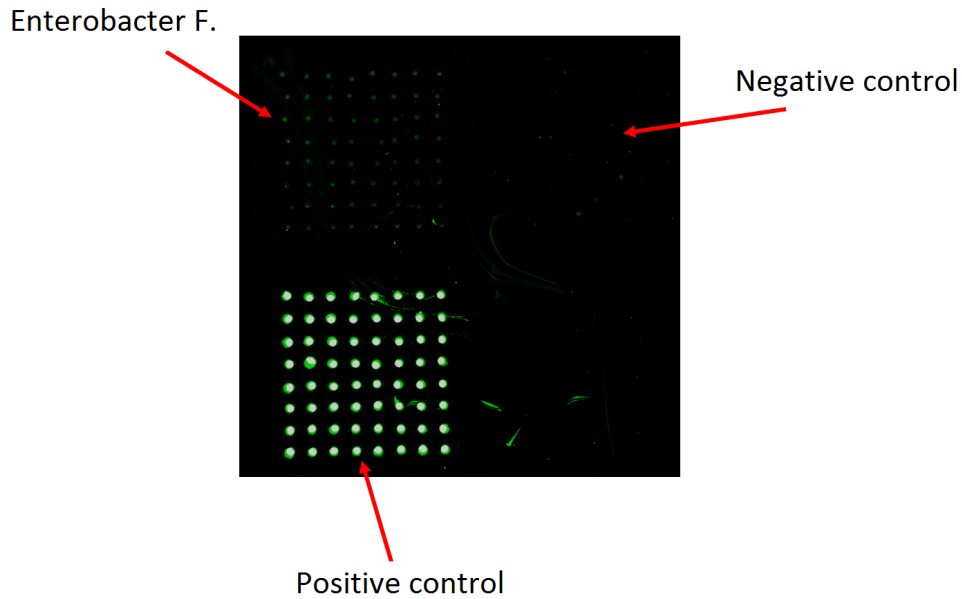 Enterobacter F.
Negative control
Positive control